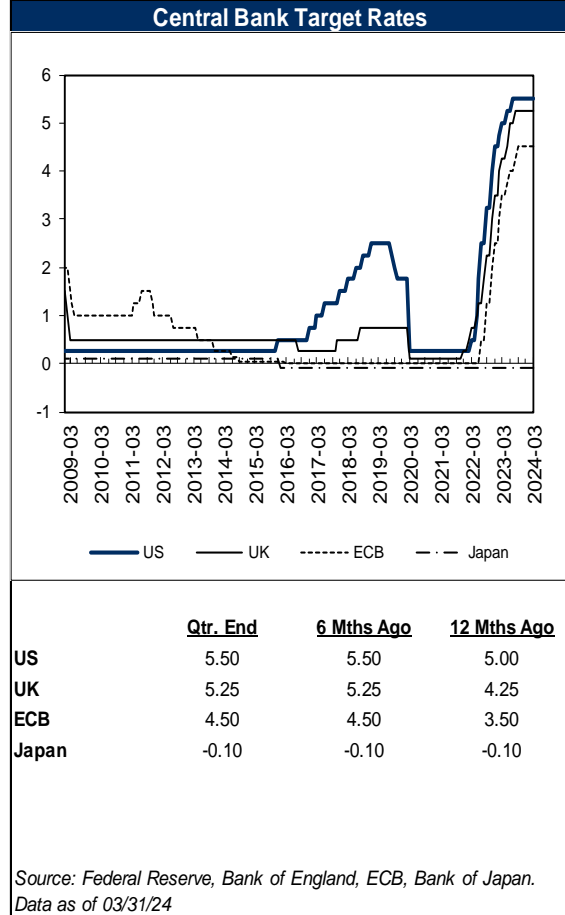 Central Bank Target Rates
6
5
4
3
2
1
0
-1
2009-03
2010-03
2011-03
2012-03
2013-03
2014-03
2015-03
2016-03
2017-03
2018-03
2019-03
2020-03
2021-03
2022-03
2023-03
2024-03
US UK ECB Japan
Qtr. End 6 Mths Ago 12 Mths Ago
US 5.50 5.50 5.00
UK 5.25 5.25 4.25
ECB 4.50 4.50 3.50
Japan -0.10 -0.10 -0.10
Source: Federal Reserve, Bank of England, ECB, Bank of Japan.
Data as of 03/31/24